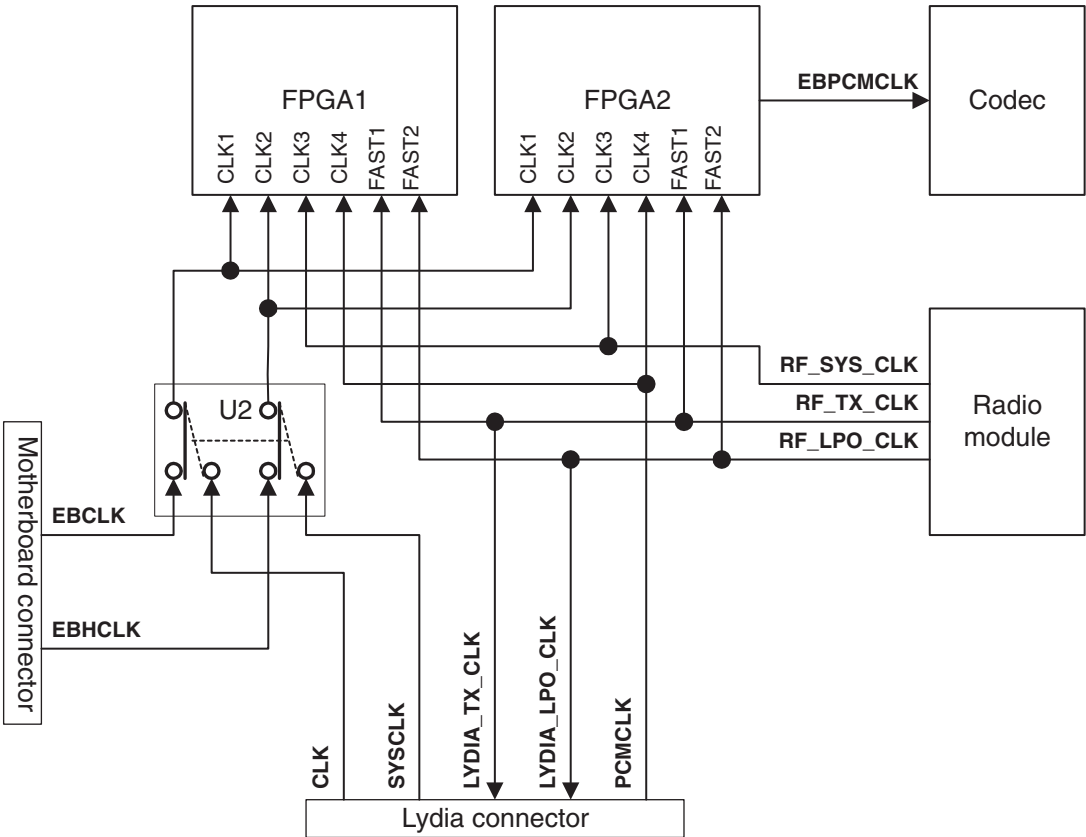 FPGA1
CLK1
CLK2
CLK3
CLK4
FAST1
FAST2
FPGA2
CLK1
CLK2
CLK3
CLK4
FAST1
FAST2
EBPCMCLK
Codec
RF_SYS_CLK
RF_TX_CLK
RF_LPO_CLK
Radio
module
U2
Motherboard connector
EBCLK
EBHCLK
CLK
SYSCLK
LYDIA_TX_CLK
LYDIA_LPO_CLK
PCMCLK
Lydia connector